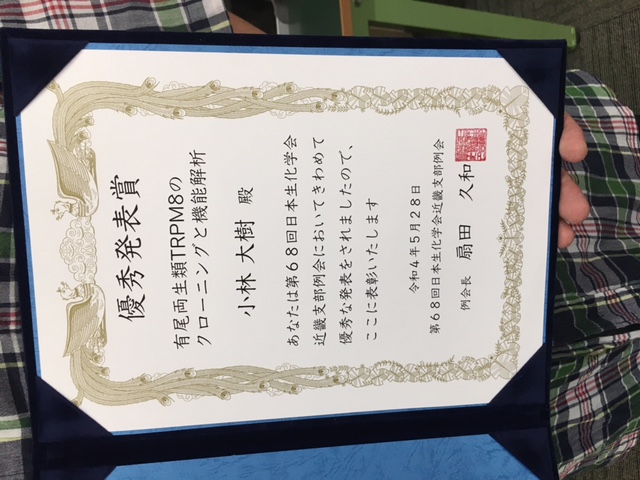 優秀発表賞
有尾両生類TRPM8の
クローニングと機能解析
小林 大樹 殿
あなたは第68回日本生化学会
近畿支部例会においてきわめて
優秀な発表をされましたので、
ここに表彰いたします
令和4年5月28日
第68回日本生化学会近畿支部例会
例会長 扇田 久和